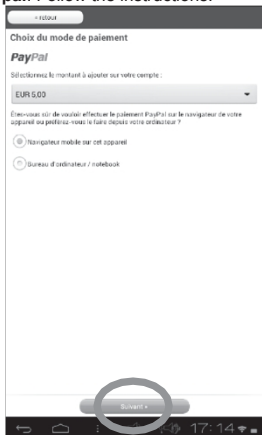 Follow the instructions.
« retour
Choix du mode de paiement
PayPal
Sélectionnez le montant à ajouter sur votre compte :
EUR 5,00
Êtes-vous sûr de vouloir effectuer le paiement PayPal sur le navigateur de votre
appareil ou préférez-vous le faire depuis votre ordinateur ?
Navigateur mobile sur cet appareil
Bureau d'ordinateur / notebook
Suivant »
17:14